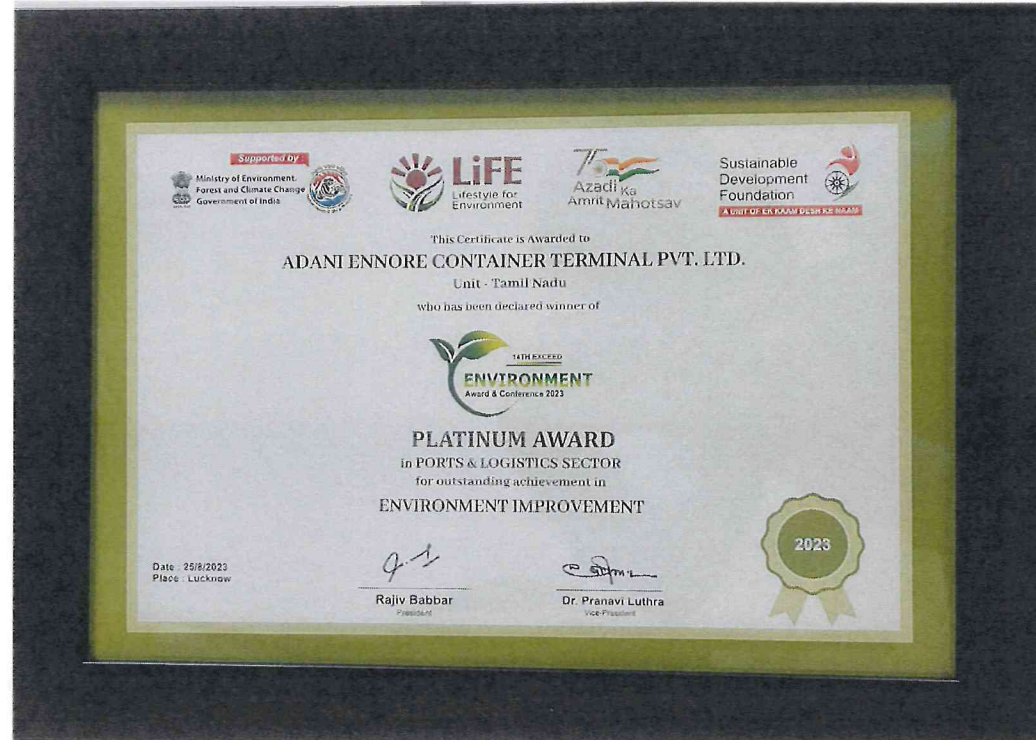 Supported by :
Ministry of Environment,
Forest and Climate Change
Government of India
LiFE
Lifestyle for
Environment
75
Azadi Ka
Amrit Mahotsav
Sustainable
Development
Foundation
A UNIT OF EK KAAM DESH KE NAAM
This Certificate is Awarded to
ADANI ENNORE CONTAINER TERMINAL PVT. LTD.
Unit - Tamil Nadu
who has been declared winner of
14TH EXCEED
ENVIRONMENT
Award & Conference 2023
PLATINUM AWARD
in PORTS & LOGISTICS SECTOR
for outstanding achievement in
ENVIRONMENT IMPROVEMENT
2023
Date : 25/8/2023
Place : Lucknow
Rajiv Babbar
President
Dr. Pranavi Luthra
Vice-President